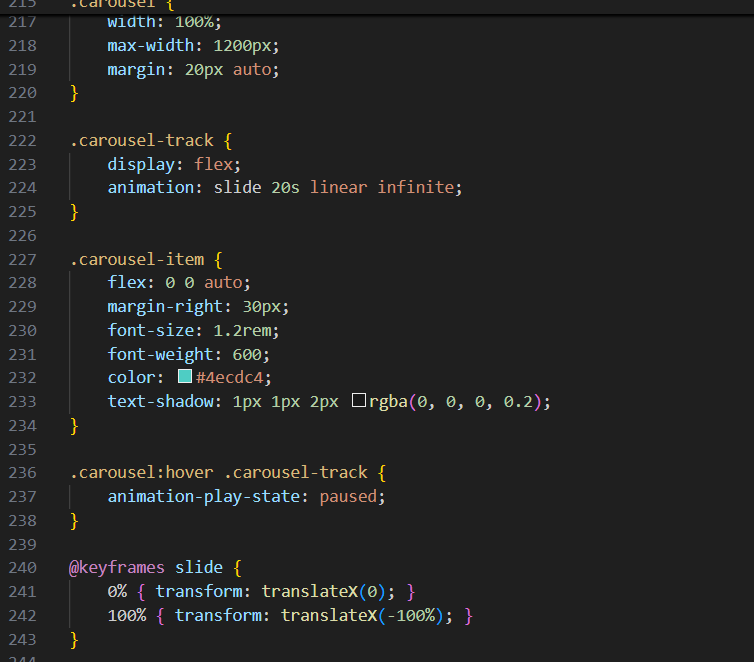 215 .carousel {
217 width: 100%;
218 max-width: 1200px;
219 margin: 20px auto;
220 }
221
222 .carousel-track {
223 display: flex;
224 animation: slide 20s linear infinite;
225 }
226
227 .carousel-item {
228 flex: 0 0 auto;
229 margin-right: 30px;
230 font-size: 1.2rem;
231 font-weight: 600;
232 color: #4ecdc4;
233 text-shadow: 1px 1px 2px rgba(0, 0, 0, 0.2);
234 }
235
236 .carousel:hover .carousel-track {
237 animation-play-state: paused;
238 }
239
240 @keyframes slide {
241 0% { transform: translateX(0); }
242 100% { transform: translateX(-100%); }
243 }
244